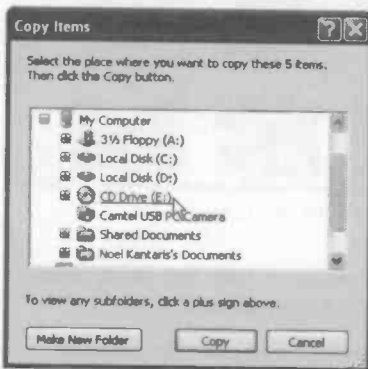 Copy Items
Select the place where you want to copy these 5 items.
Then click the Copy button.
My Computer
3½ Floppy (A:)
Local Disk (C:)
Local Disk (D:)
CD Drive (E:)
Camtel USB PC Camera
Shared Documents
Noel Kantaris's Documents
To view any subfolders, click a plus sign above.
Make New Folder
Copy
Cancel